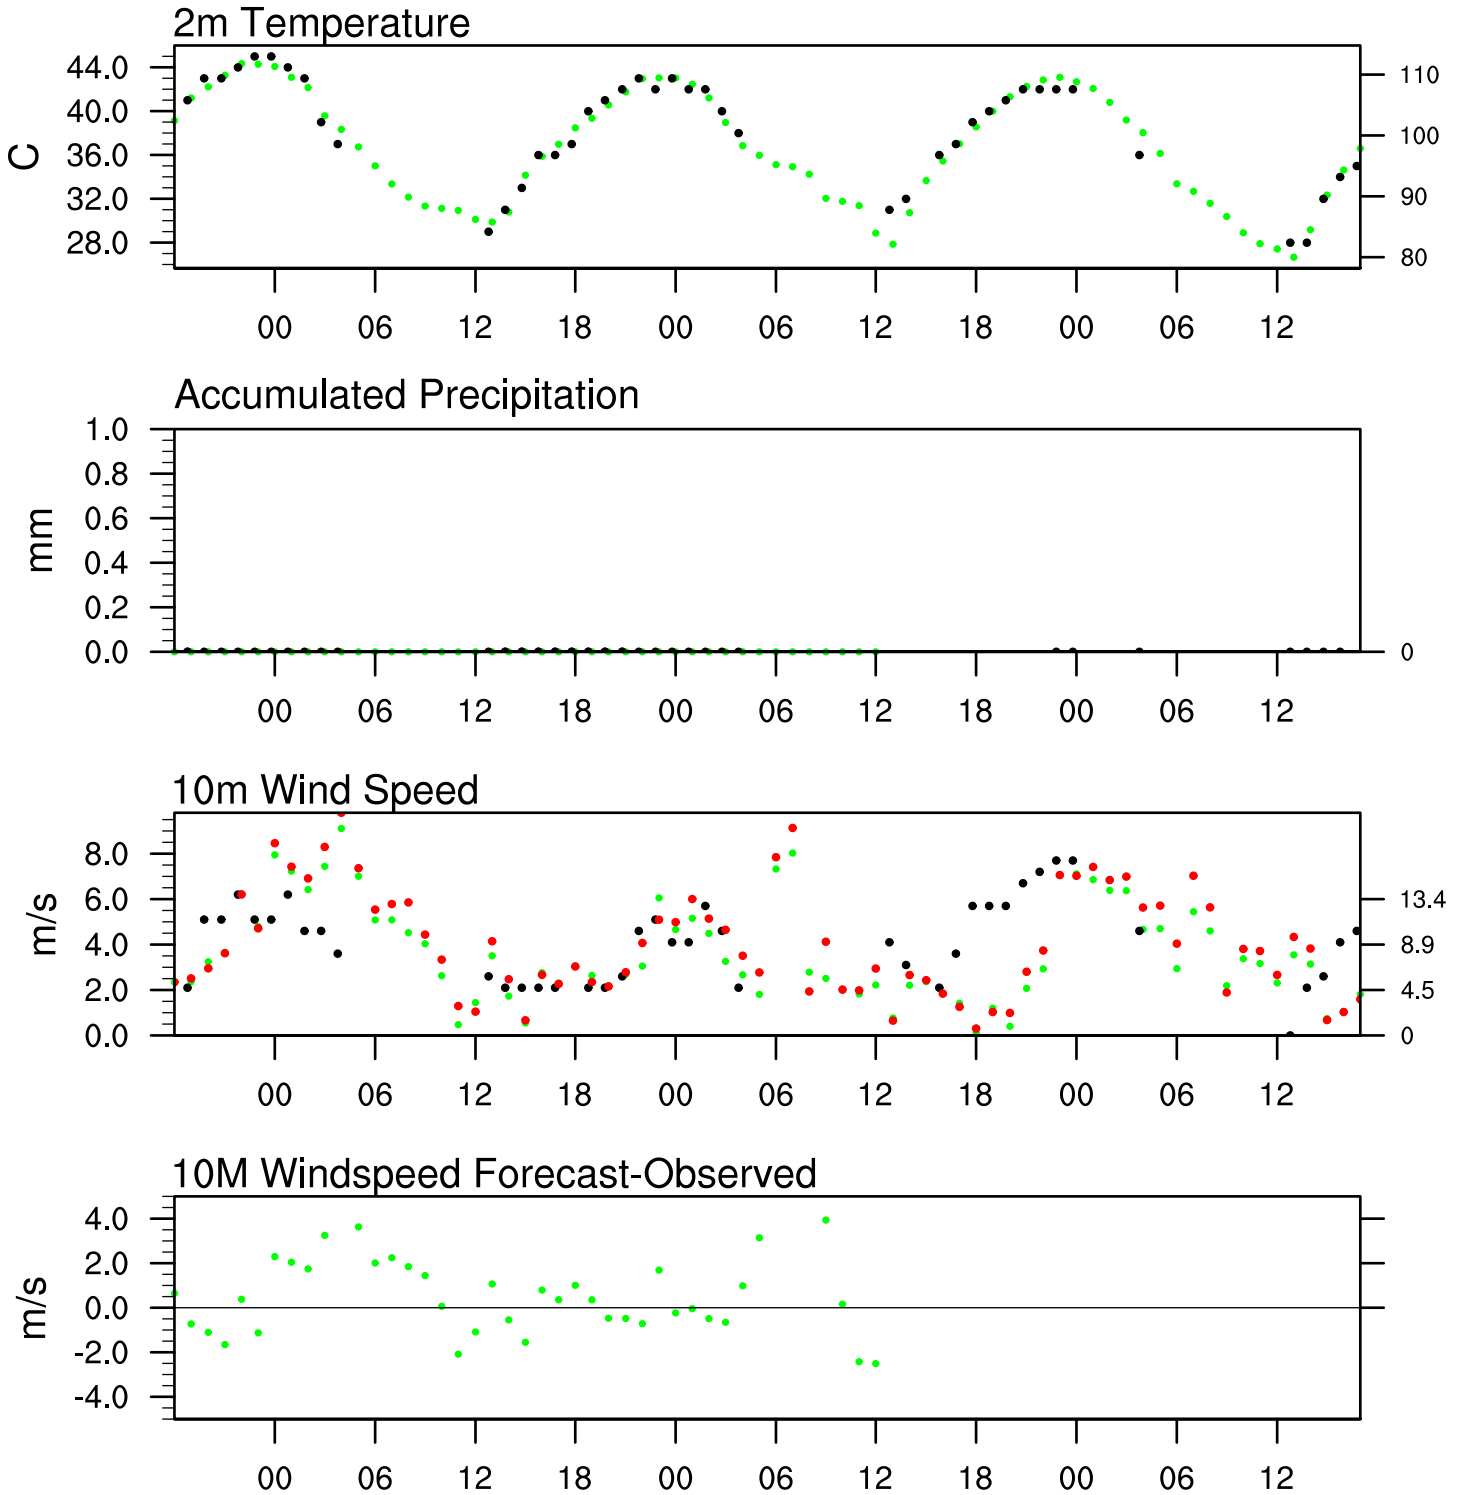 2m Temperature
44.0
40.0
36.0
32.0
28.0
C
110
100
90
80
00 06 12 18 00 06 12 18 00 06 12
Accumulated Precipitation
1.0
0.8
0.6
0.4
0.2
0.0
mm
0
00 06 12 18 00 06 12 18 00 06 12
10m Wind Speed
8.0
6.0
4.0
2.0
0.0
m/s
13.4
8.9
4.5
0
00 06 12 18 00 06 12 18 00 06 12
10M Windspeed Forecast-Observed
4.0
2.0
0.0
-2.0
-4.0
m/s
00 06 12 18 00 06 12 18 00 06 12